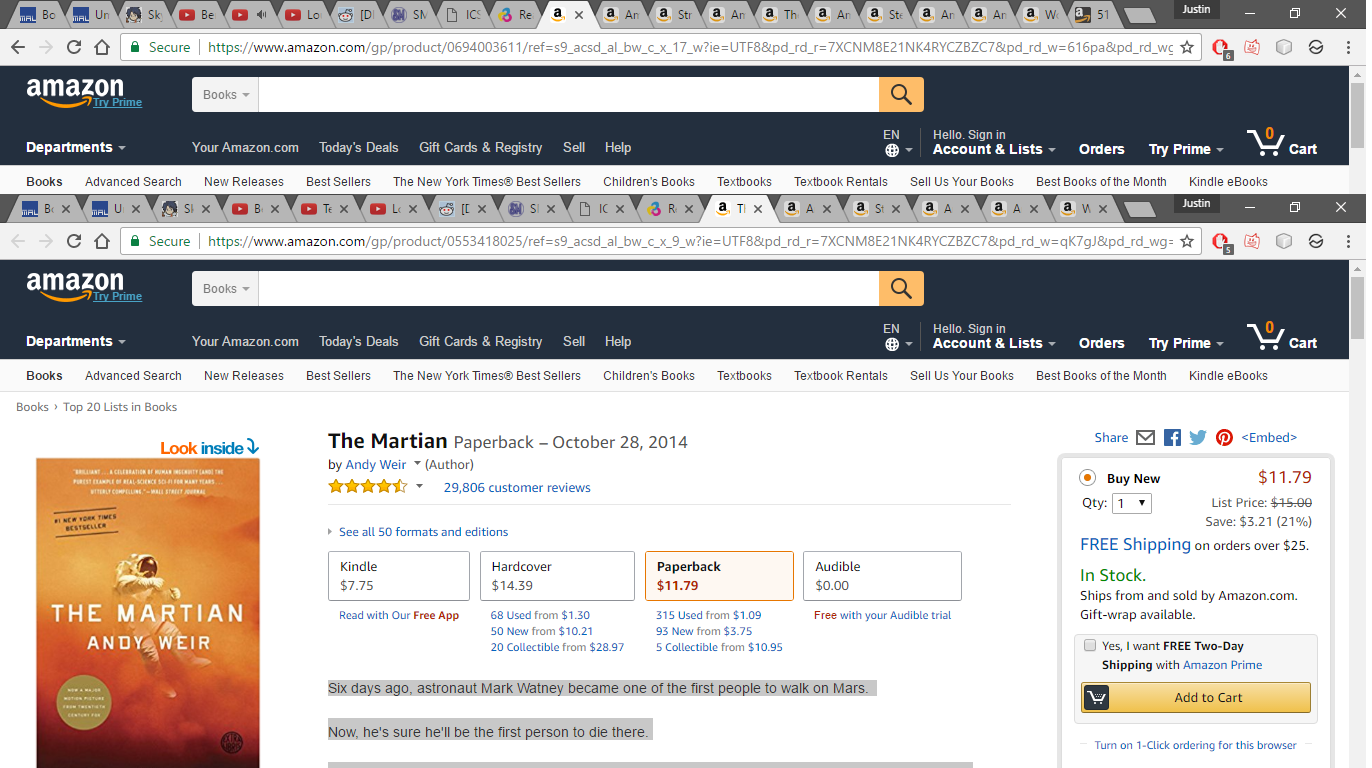 Bo Un Sky Be Lo [D SM ICS Re An Str An Th An Ste An An Wo 51 Justin
Secure https://www.amazon.com/gp/product/0694003611/ref=s9_acsd_al_bw_c_x_17_w?ie=UTF8&pd_rd_r=7XCNM8E21NK4RYCZBZC7&pd_rd_w=616pa&pd_rd_wg 6
amazon Try Prime Books
EN Hello. Sign in
Departments Your Amazon.com Today's Deals Gift Cards & Registry Sell Help Account & Lists Orders Try Prime 0 Cart
Books Advanced Search New Releases Best Sellers The New York Times® Best Sellers Children's Books Textbooks Textbook Rentals Sell Us Your Books Best Books of the Month Kindle eBooks
Justin
Secure https://www.amazon.com/gp/product/0553418025/ref=s9_acsd_al_bw_c_x_9_w?ie=UTF8&pd_rd_r=7XCNM8E21NK4RYCZBZC7&pd_rd_w=qK7gJ&pd_rd_wg= 5
amazon Try Prime Books
EN Hello. Sign in
Departments Your Amazon.com Today's Deals Gift Cards & Registry Sell Help Account & Lists Orders Try Prime 0 Cart
Books Advanced Search New Releases Best Sellers The New York Times® Best Sellers Children's Books Textbooks Textbook Rentals Sell Us Your Books Best Books of the Month Kindle eBooks
Books › Top 20 Lists in Books
Look inside
"BRILLIANT . . . A CELEBRATION OF HUMAN INGENUITY [AND] THE
PUREST EXAMPLE OF REAL-SCIENCE SCI-FI FOR MANY YEARS . . .
UTTERLY COMPELLING."—WALL STREET JOURNAL
#1 NEW YORK TIMES
BESTSELLER
THE MARTIAN
ANDY WEIR
NOW A MAJOR
MOTION PICTURE
FROM TWENTIETH
CENTURY FOX
The Martian Paperback – October 28, 2014
by Andy Weir (Author)
29,806 customer reviews
See all 50 formats and editions
Kindle
$7.75
Read with Our Free App
Hardcover
$14.39
68 Used from $1.30
50 New from $10.21
20 Collectible from $28.97
Paperback
$11.79
315 Used from $1.09
93 New from $3.75
5 Collectible from $10.95
Audible
$0.00
Free with your Audible trial
Six days ago, astronaut Mark Watney became one of the first people to walk on Mars.
Now, he's sure he'll be the first person to die there.
Share <Embed>
Buy New $11.79
Qty: 1 List Price: $15.00
Save: $3.21 (21%)
FREE Shipping on orders over $25.
In Stock.
Ships from and sold by Amazon.com.
Gift-wrap available.
Yes, I want FREE Two-Day
Shipping with Amazon Prime
Add to Cart
Turn on 1-Click ordering for this browser